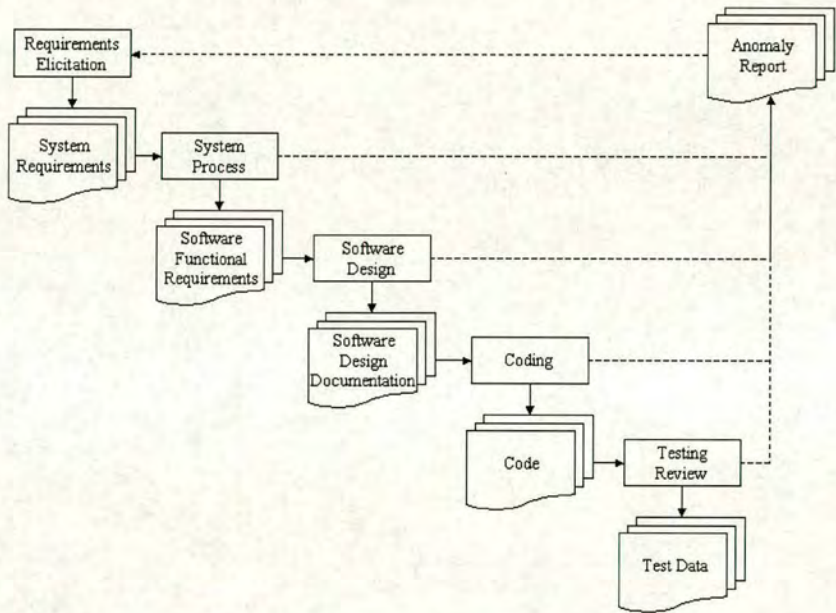 Requirements
Elicitation
Anomaly
Report
System
Requirements
System
Process
Software
Functional
Requirements
Software
Design
Software
Design
Documentation
Coding
Code
Testing
Review
Test Data